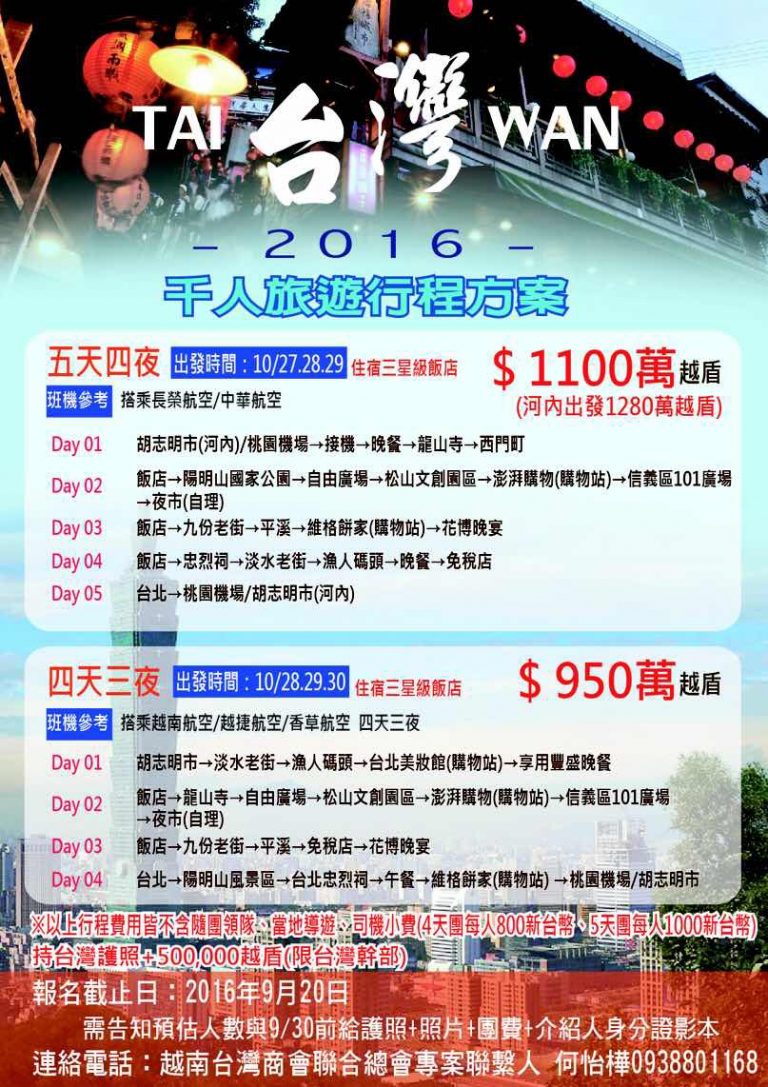 TAI 台灣 WAN
- 2016 -
千人旅遊行程方案
五天四夜 出發時間：10/27.28.29 住宿三星級飯店 $ 1100萬越盾
班機參考 搭乘長榮航空/中華航空 (河內出發1280萬越盾)
Day 01 胡志明市(河內)/桃園機場→接機→晚餐→龍山寺→西門町
Day 02 飯店→陽明山國家公園→自由廣場→松山文創園區→澎湃購物(購物站)→信義區101廣場
→夜市(自理)
Day 03 飯店→九份老街→平溪→維格餅家(購物站)→花博晚宴
Day 04 飯店→忠烈祠→淡水老街→漁人碼頭→晚餐→免稅店
Day 05 台北→桃園機場/胡志明市(河內)
四天三夜 出發時間：10/28.29.30 住宿三星級飯店 $ 950萬越盾
班機參考 搭乘越南航空/越捷航空/香草航空 四天三夜
Day 01 胡志明市→淡水老街→漁人碼頭→台北美妝館(購物站)→享用豐盛晚餐
Day 02 飯店→龍山寺→自由廣場→松山文創園區→澎湃購物(購物站)→信義區101廣場
→夜市(自理)
Day 03 飯店→九份老街→平溪→免稅店→花博晚宴
Day 04 台北→陽明山風景區→台北忠烈祠→午餐→維格餅家(購物站) →桃園機場/胡志明市
※以上行程費用皆不含隨團領隊、當地導遊、司機小費(4天團每人800新台幣、5天團每人1000新台幣)
持台灣護照+500,000越盾(限台灣幹部)
報名截止日：2016年9月20日
需告知預估人數與9/30前給護照+照片+團費+介紹人身分證影本
連絡電話：越南台灣商會聯合總會專案聯繫人 何怡樺0938801168